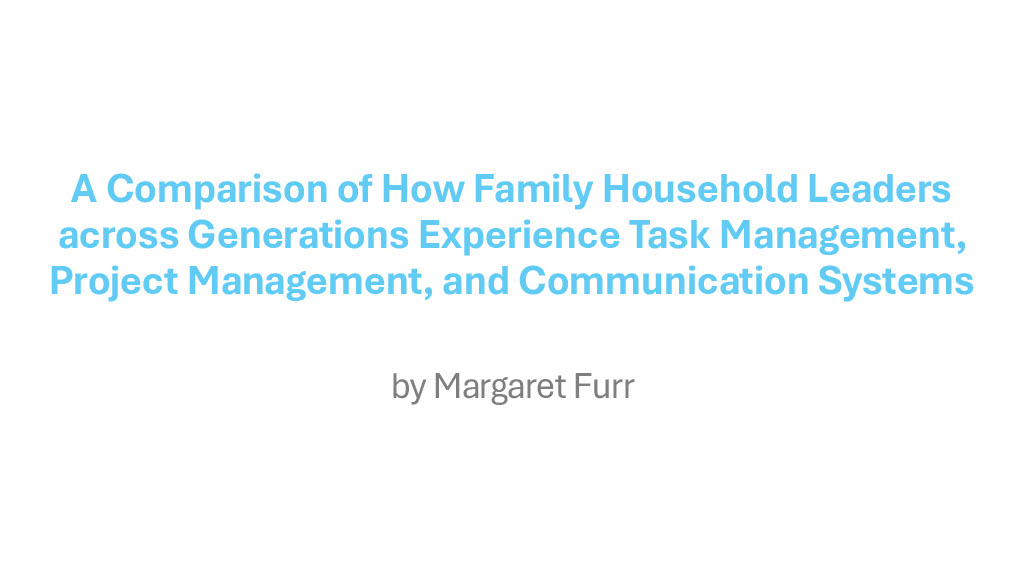 A Comparison of How Family Household Leaders
across Generations Experience Task Management,
Project Management, and Communication Systems
by Margaret Furr